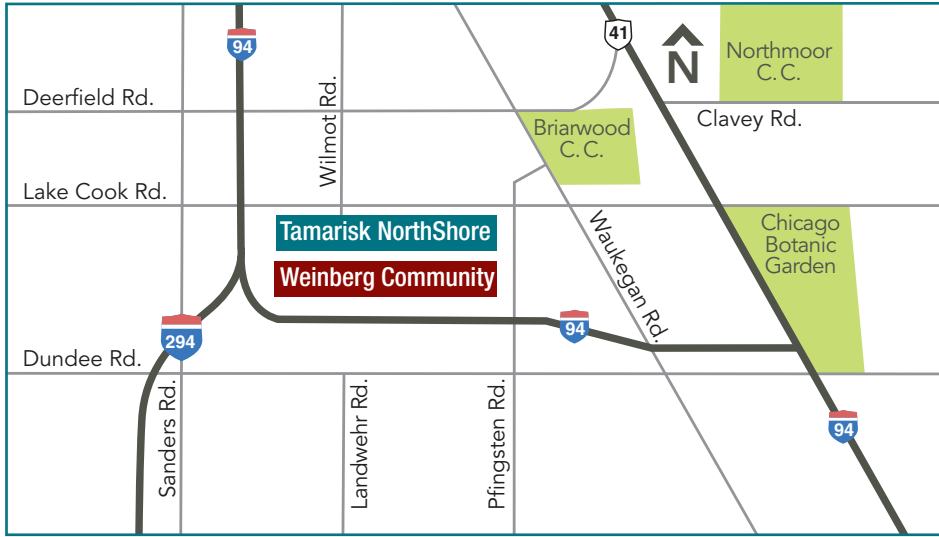 94
41
N
Northmoor
C.C.
Deerfield Rd.
Wilmot Rd.
Clavey Rd.
Briarwood
C.C.
Lake Cook Rd.
Tamarisk NorthShore
Waukegan Rd.
Chicago
Botanic
Garden
Weinberg Community
294
94
Dundee Rd.
Sanders Rd.
Landwehr Rd.
Pfingsten Rd.
94